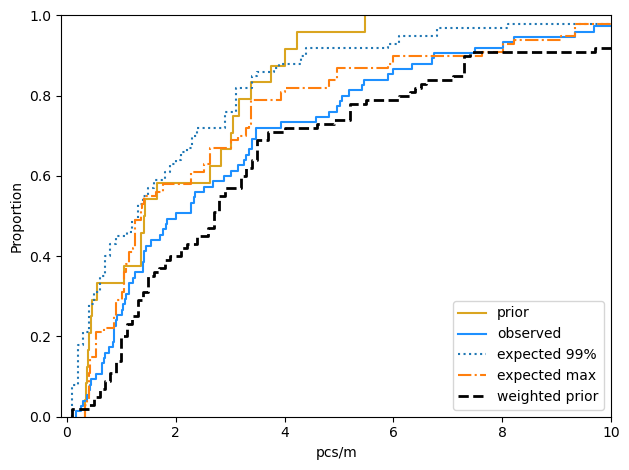 1.0
0.8
0.6
0.4
0.2
0.0
Proportion
0
2
4
6
8
10
pcs/m
prior
observed
expected 99%
expected max
weighted prior